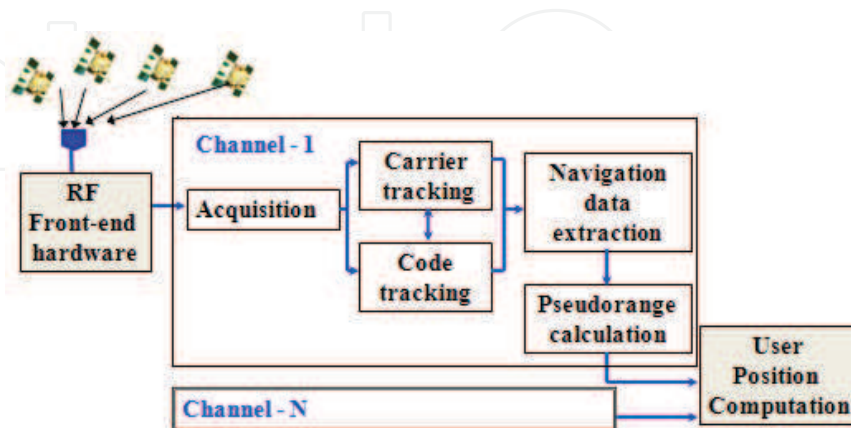 Channel - 1
RF
Front-end
hardware
Acquisition
Carrier
tracking
Code
tracking
Navigation
data
extraction
Pseudorange
calculation
User
Position
Computation
Channel - N